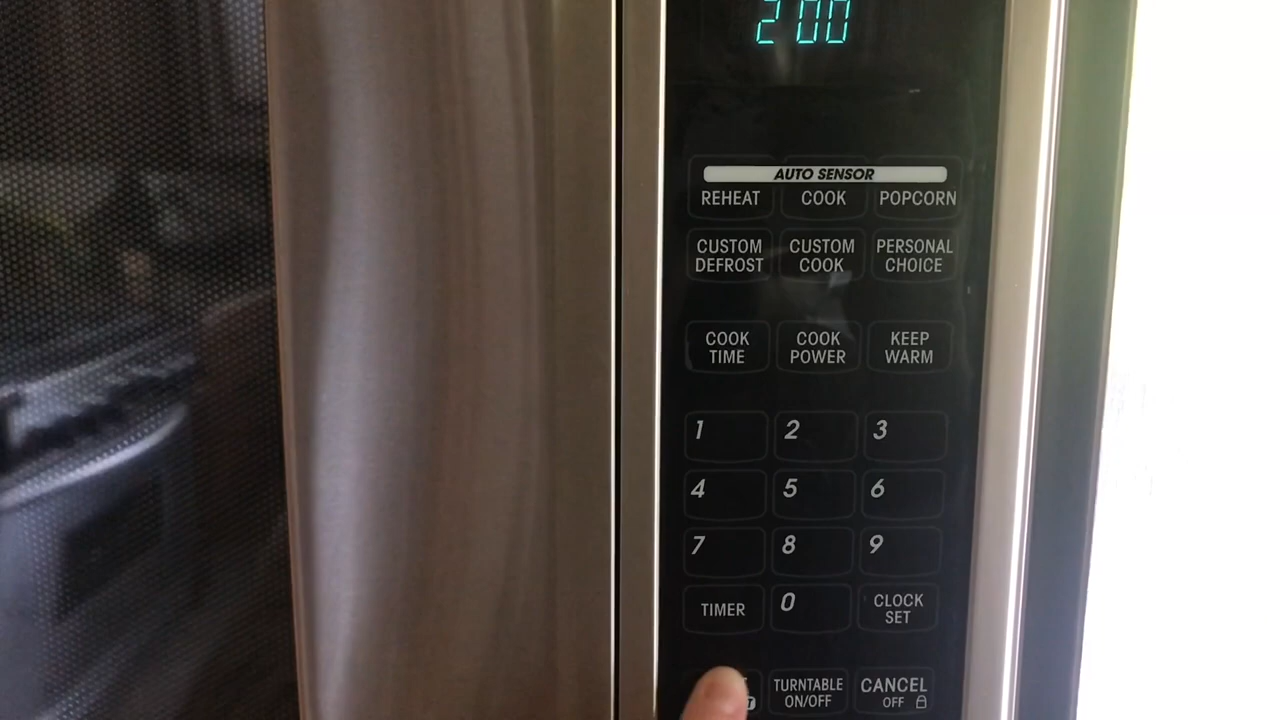 2 00
AUTO SENSOR
REHEAT COOK POPCORN
CUSTOM DEFROST
CUSTOM COOK
PERSONAL CHOICE
COOK TIME
COOK POWER
KEEP WARM
1 2 3
4 5 6
7 8 9
TIMER 0 CLOCK SET
TURNTABLE ON/OFF
CANCEL OFF